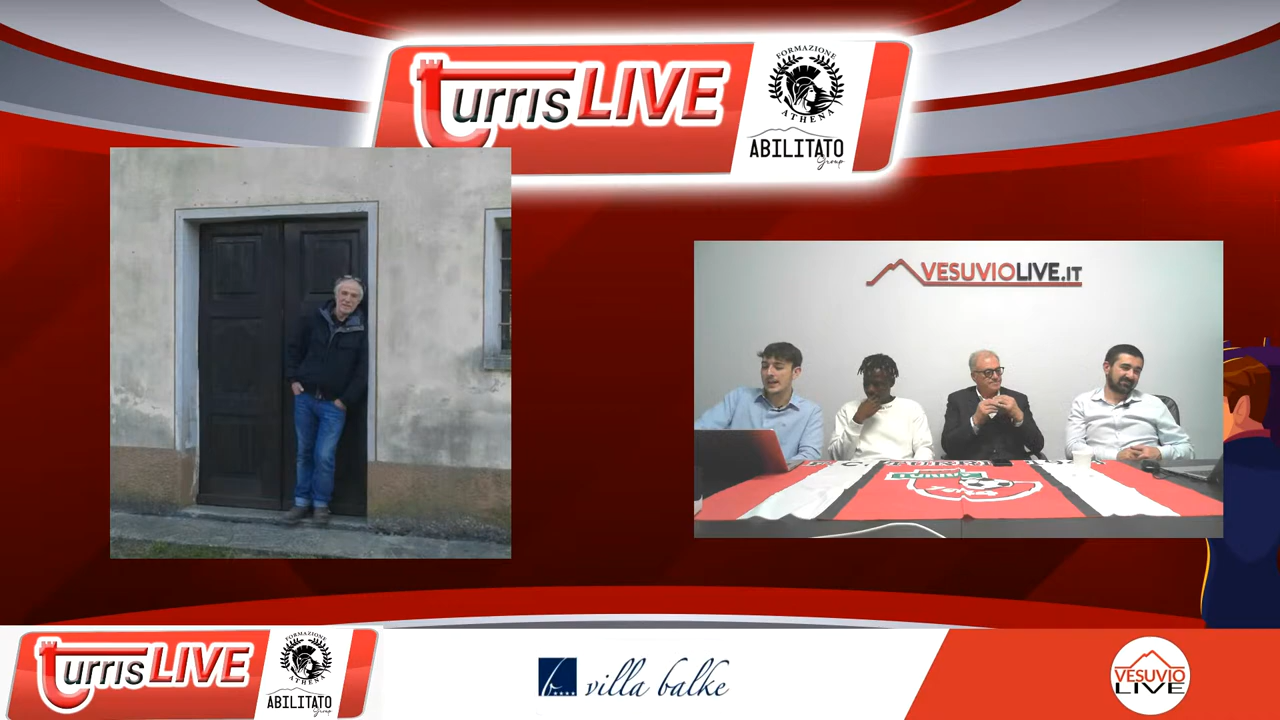 turrisLIVE
FORMAZIONE
ATHENA
ABILITATO
Group
VESUVIOLIVE.IT
turrisLIVE
FORMAZIONE
ATHENA
ABILITATO
Group
b villa balke
VESUVIO
LIVE